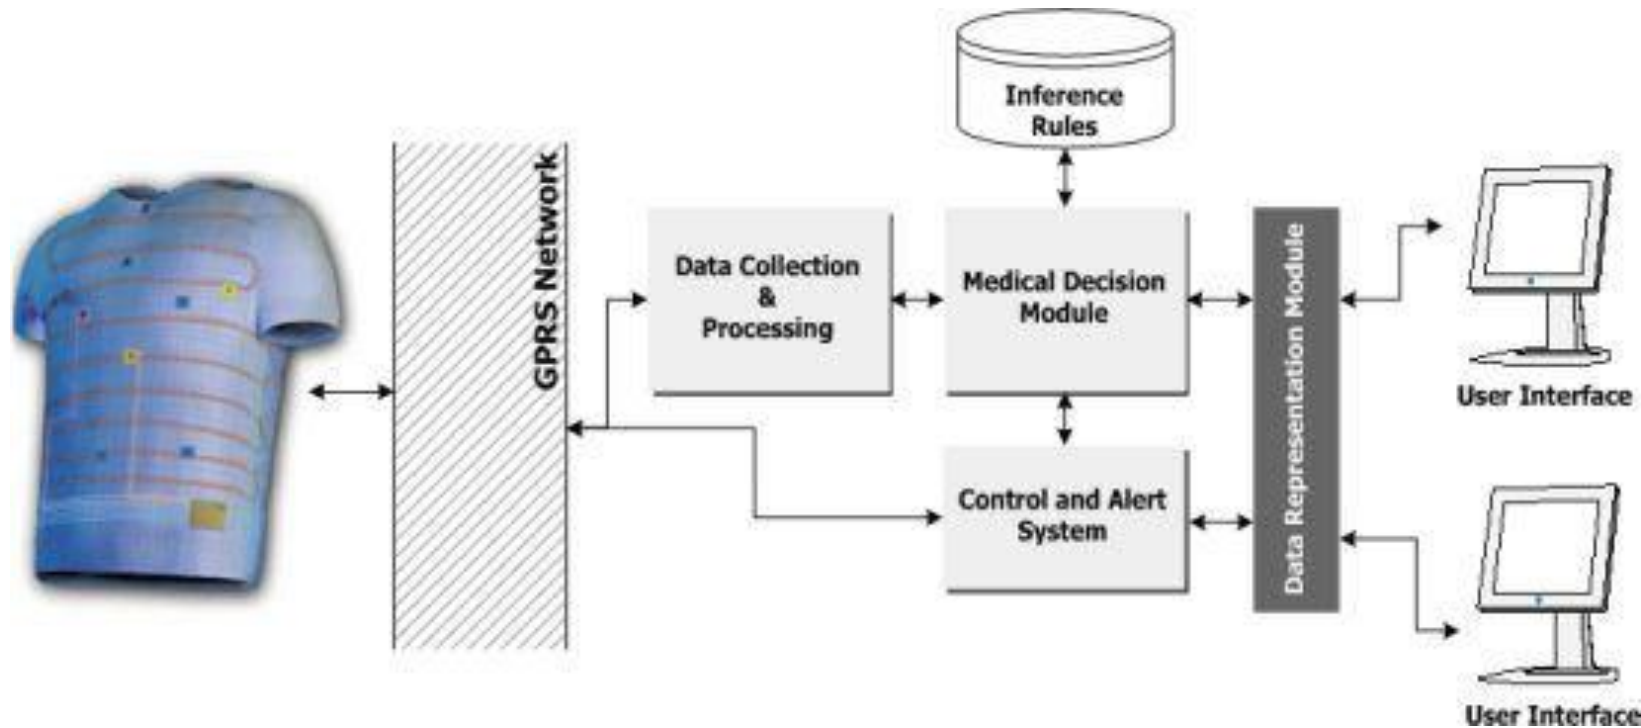 Inference
Rules
GPRS Network
Data Collection
&
Processing
Medical Decision
Module
Data Representation Module
User Interface
Control and Alert
System
User Interface